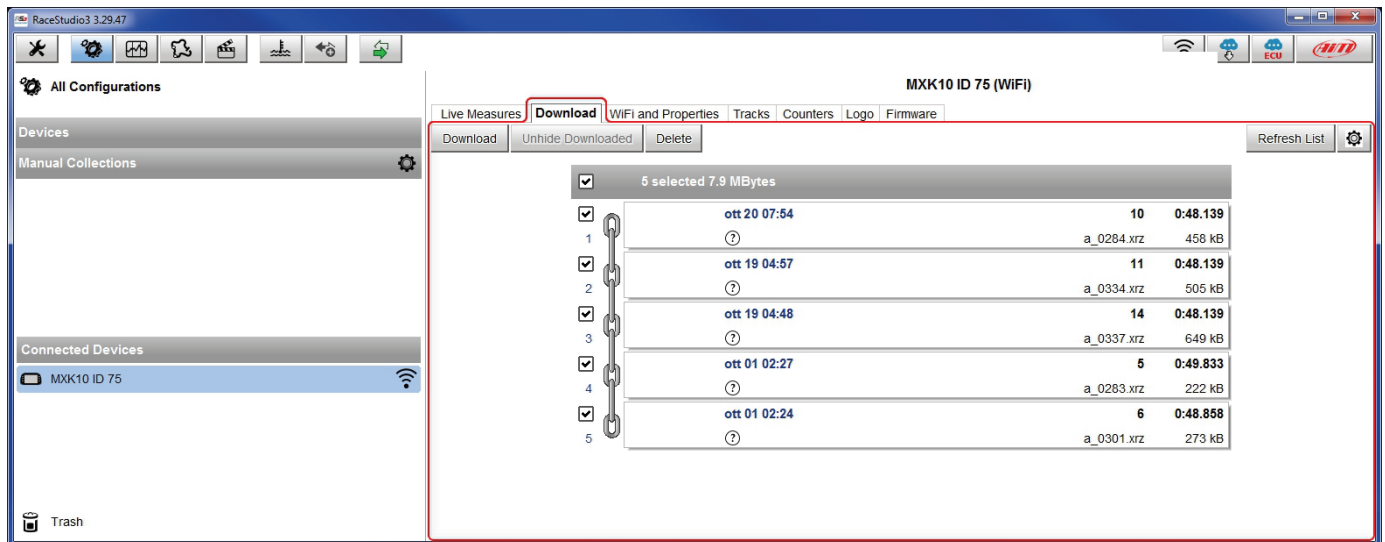 RaceStudio3 3.29.47
ECU
AiM
All Configurations
MXK10 ID 75 (WiFi)
Live Measures Download WiFi and Properties Tracks Counters Logo Firmware
Devices
Download Unhide Downloaded Delete Refresh List
Manual Collections
5 selected 7.9 MBytes
ott 20 07:54 10 0:48.139
1 ? a_0284.xrz 458 kB
ott 19 04:57 11 0:48.139
2 ? a_0334.xrz 505 kB
ott 19 04:48 14 0:48.139
3 ? a_0337.xrz 649 kB
Connected Devices
ott 01 02:27 5 0:49.833
MXK10 ID 75
4 ? a_0283.xrz 222 kB
ott 01 02:24 6 0:48.858
5 ? a_0301.xrz 273 kB
Trash